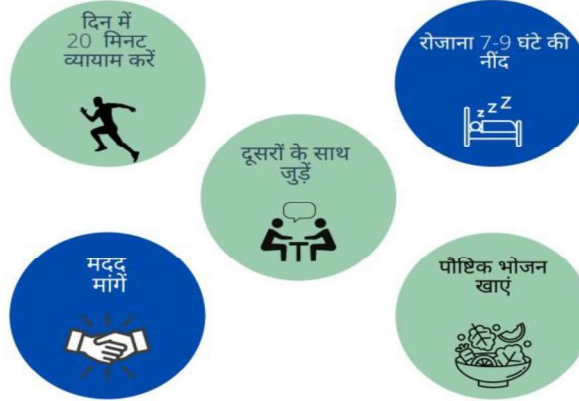 दिन में
20 मिनट
व्यायाम करें
रोजाना 7-9 घंटे की
नींद
z z Z
दूसरों के साथ
जुड़ें
मदद
मांगें
पौष्टिक भोजन
खाएं